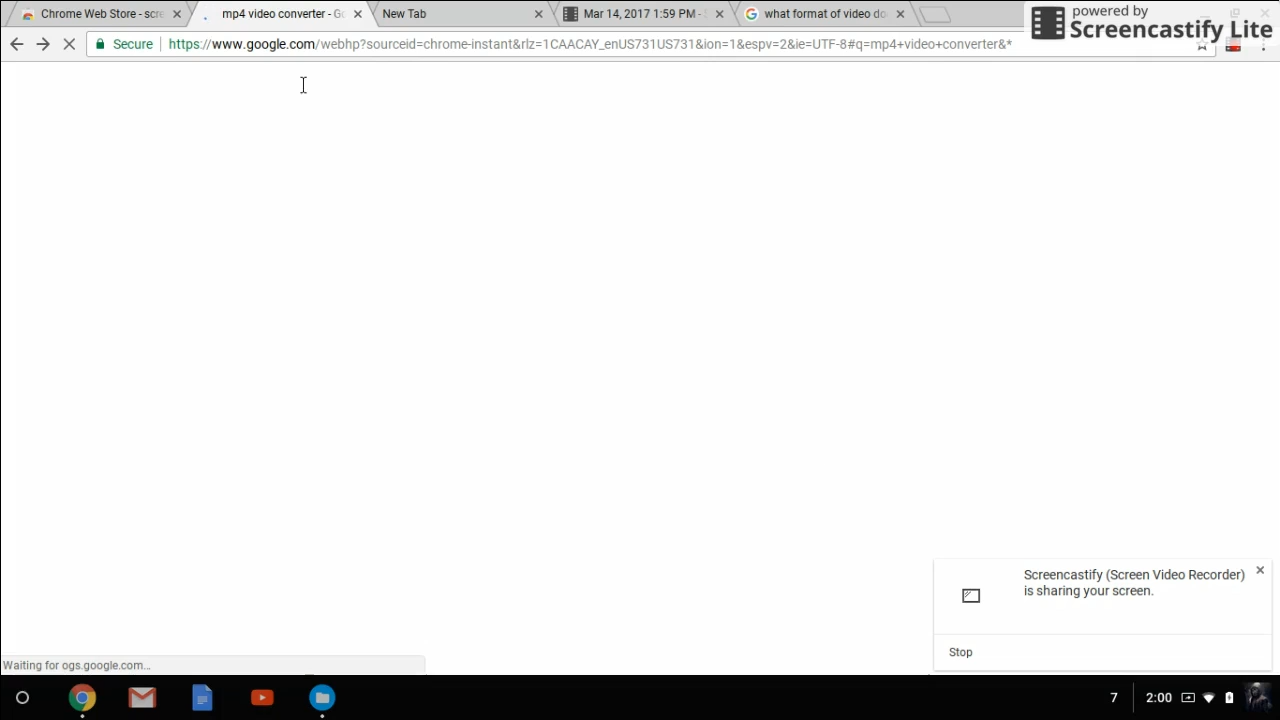 Chrome Web Store - scre
mp4 video converter - Go
New Tab
Mar 14, 2017 1:59 PM - S
what format of video do
powered by
Screencastify Lite
Secure
https://www.google.com/webhp?sourceid=chrome-instant&rlz=1CAACAY_enUS731US731&ion=1&espv=2&ie=UTF-8#q=mp4+video+converter&*
Screencastify (Screen Video Recorder)
is sharing your screen.
Stop
Waiting for ogs.google.com...
7
2:00